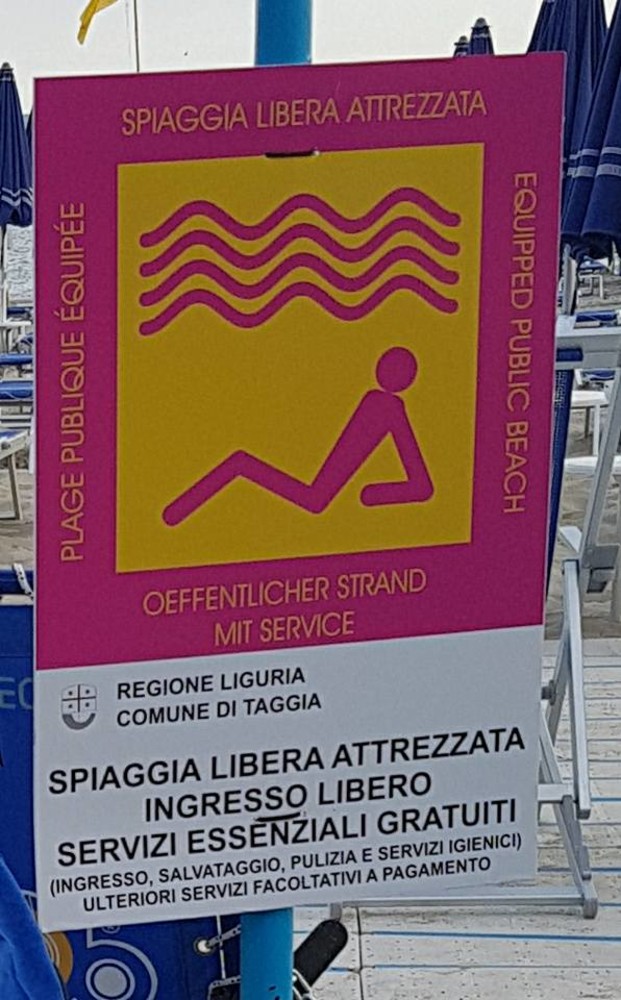 SPIAGGIA LIBERA ATTREZZATA
PLAGE PUBLIQUE ÉQUIPÉE
EQUIPPED PUBLIC BEACH
OEFFENTLICHER STRAND
MIT SERVICE
REGIONE LIGURIA
COMUNE DI TAGGIA
SPIAGGIA LIBERA ATTREZZATA
INGRESSO LIBERO
SERVIZI ESSENZIALI GRATUITI
(INGRESSO, SALVATAGGIO, PULIZIA E SERVIZI IGIENICI)
ULTERIORI SERVIZI FACOLTATIVI A PAGAMENTO